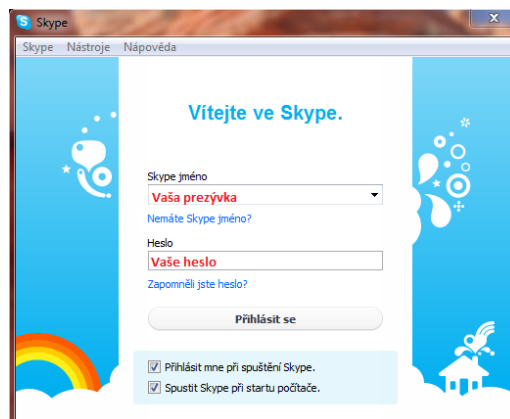 Skype
Skype Nástroje Nápověda
Vítejte ve Skype.
Skype jméno
Vaša prezývka
Nemáte Skype jméno?
Heslo
Vaše heslo
Zapomněli jste heslo?
Přihlásit se
Přihlásit mne při spuštění Skype.
Spustit Skype při startu počítače.